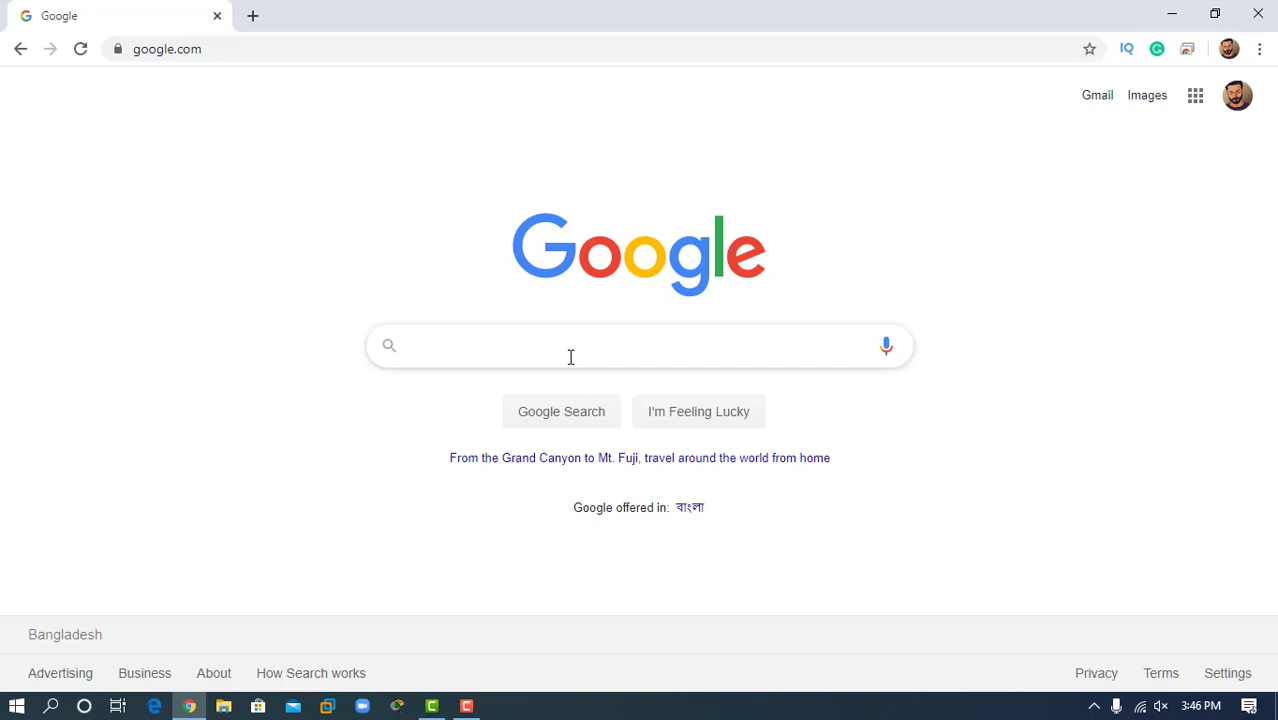 Google
google.com
IQ
Gmail Images
Google
Google Search I'm Feeling Lucky
From the Grand Canyon to Mt. Fuji, travel around the world from home
Google offered in: বাংলা
Bangladesh
Advertising Business About How Search works Privacy Terms Settings
3:46 PM